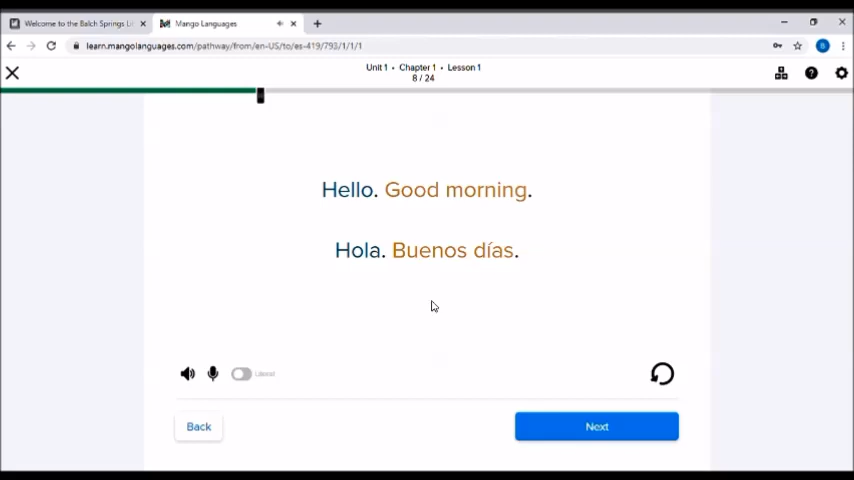 Welcome to the Balch Springs Li
Mango Languages
learn.mangolanguages.com/pathway/from/en-US/to/es-419/793/1/1/1
B
Unit 1 • Chapter 1 • Lesson 1
8 / 24
Hello. Good morning.
Hola. Buenos días.
Literal
Back
Next